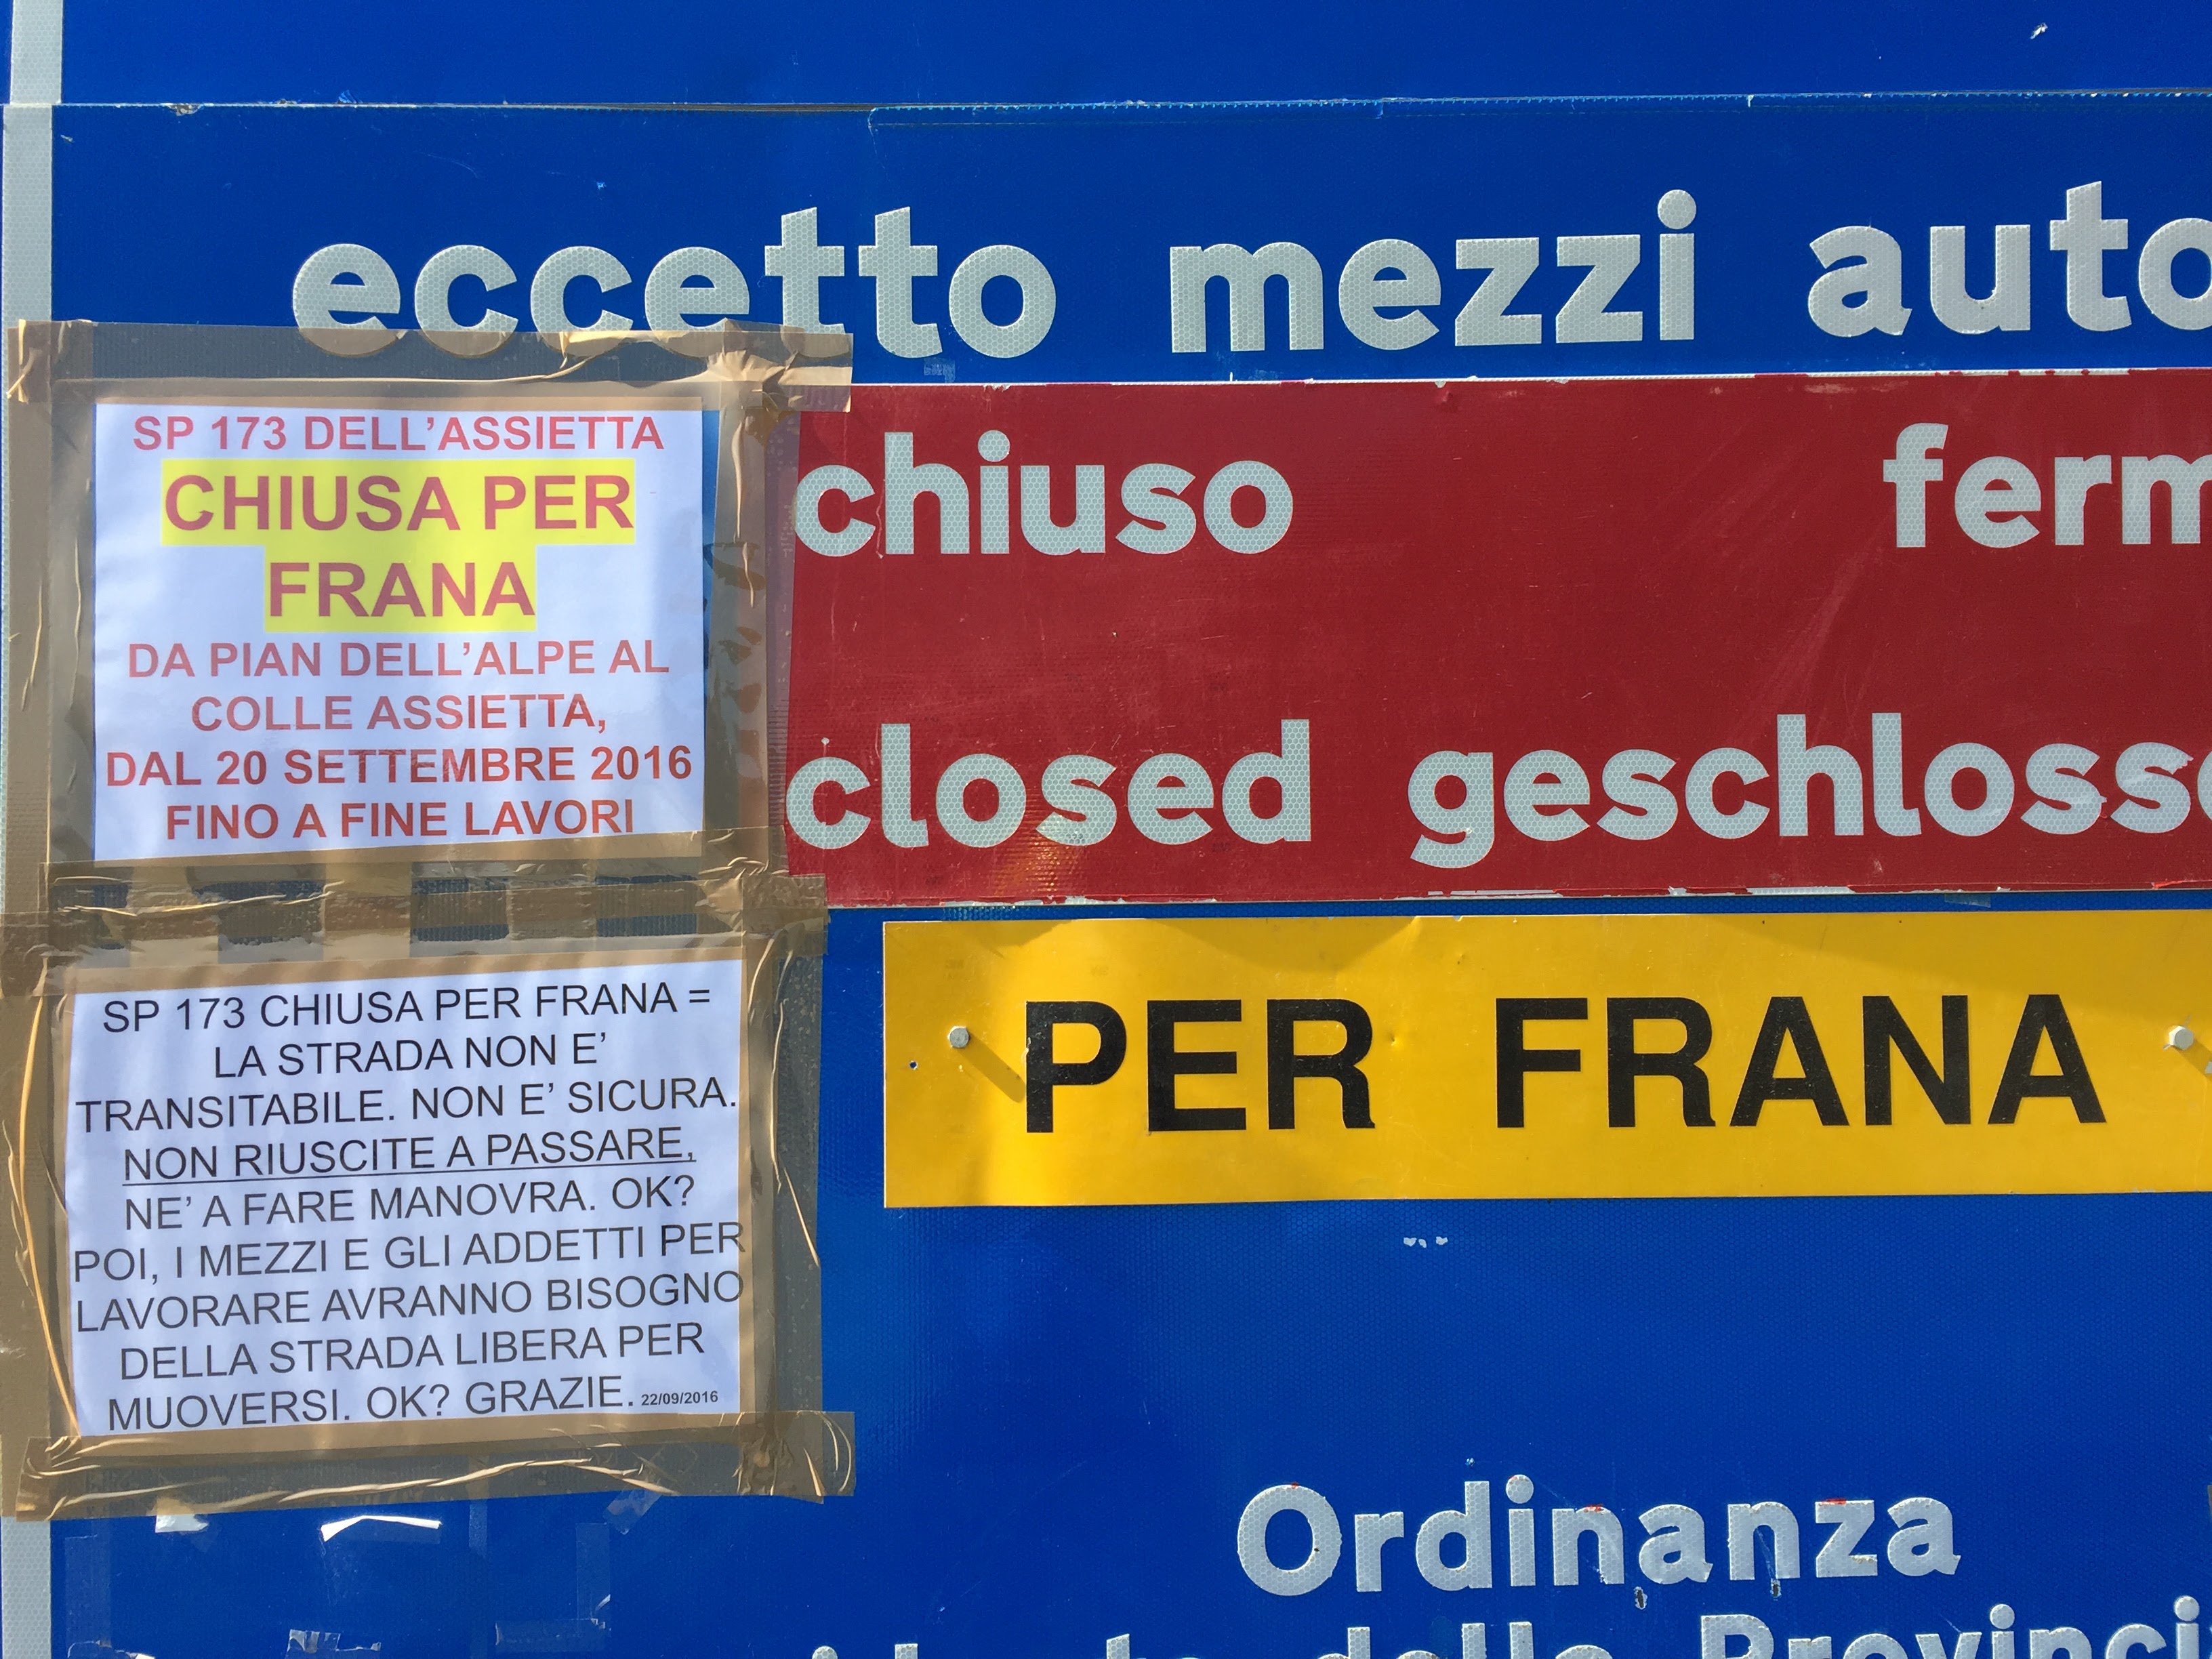 eccetto mezzi
SP 173 DELL'ASSIETTA
CHIUSA PER
FRANA
DA PIAN DELL'ALPE AL
COLLE ASSIETTA,
DAL 20 SETTEMBRE 2016
FINO A FINE LAVORI
chiuso
closed
PER FRANA
SP 173 CHIUSA PER FRANA =
LA STRADA NON E'
TRANSITABILE. NON E' SICURA.
NON RIUSCITE A PASSARE,
NE' A FARE MANOVRA. OK?
POI, I MEZZI E GLI ADDETTI PER
LAVORARE AVRANNO BISOGNO
DELLA STRADA LIBERA PER
MUOVERSI. OK? GRAZIE. 22/09/2016
Ordinanza
della